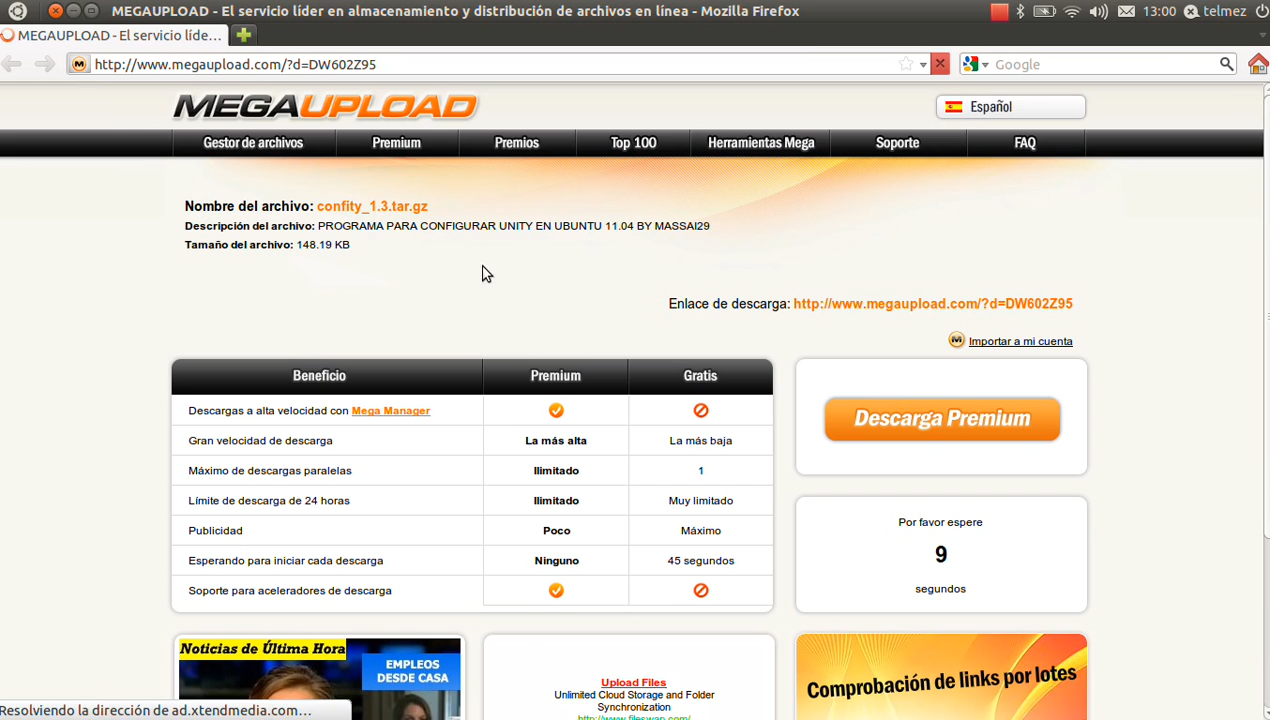 MEGAUPLOAD - El servicio líder en almacenamiento y distribución de archivos en línea - Mozilla Firefox
13:00 telmez
MEGAUPLOAD - El servicio líde...
http://www.megaupload.com/?d=DW602Z95
Google
MEGAUPLOAD
Español
Gestor de archivos Premium Premios Top 100 Herramientas Mega Soporte FAQ
Nombre del archivo: confity_1.3.tar.gz
Descripción del archivo: PROGRAMA PARA CONFIGURAR UNITY EN UBUNTU 11.04 BY MASSAI29
Tamaño del archivo: 148.19 KB
Enlace de descarga: http://www.megaupload.com/?d=DW602Z95
Importar a mi cuenta
Beneficio Premium Gratis
Descargas a alta velocidad con Mega Manager
Gran velocidad de descarga La más alta La más baja
Máximo de descargas paralelas Ilimitado 1
Límite de descarga de 24 horas Ilimitado Muy limitado
Publicidad Poco Máximo
Esperando para iniciar cada descarga Ninguno 45 segundos
Soporte para aceleradores de descarga
Descarga Premium
Por favor espere
9
segundos
Noticias de Última Hora
EMPLEOS
DESDE CASA
Upload Files
Unlimited Cloud Storage and Folder
Synchronization
http://www.fileswap.com/
Comprobación de links por lotes
Resolviendo la dirección de ad.xtendmedia.com...